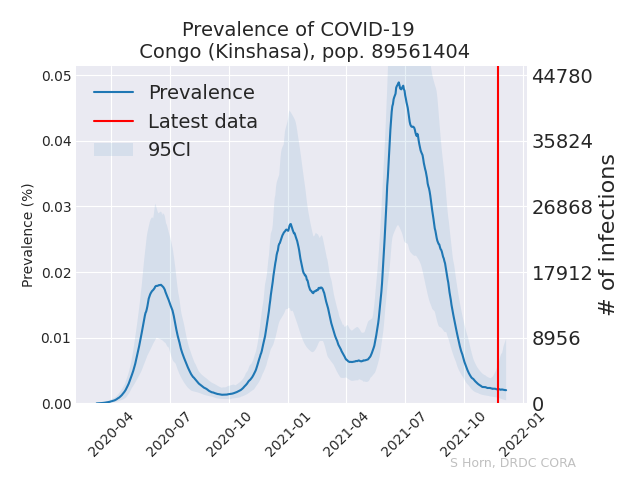 Prevalence of COVID-19
Congo (Kinshasa), pop. 89561404
Prevalence
Latest data
95CI
0.05
0.04
0.03
0.02
0.01
0.00
Prevalence (%)
44780
35824
26868
17912
8956
0
# of infections
2020-04
2020-07
2020-10
2021-01
2021-04
2021-07
2021-10
2022-01
S Horn, DRDC CORA